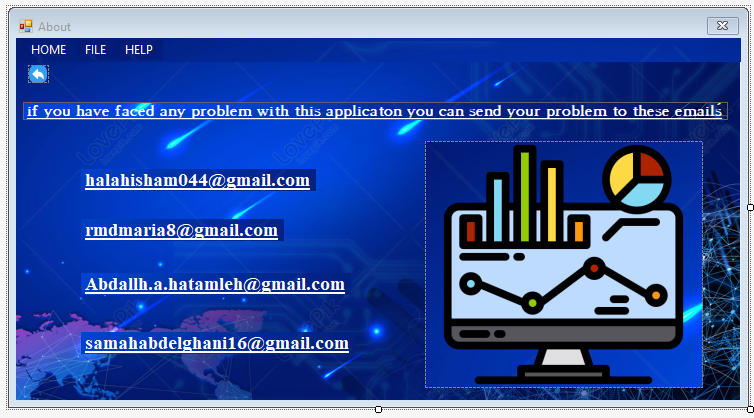 About
HOME FILE HELP
if you have faced any problem with this applicaton you can send your problem to these emails
halahisham044@gmail.com
rmdmaria8@gmail.com
Abdallh.a.hatamleh@gmail.com
samahabdelghani16@gmail.com